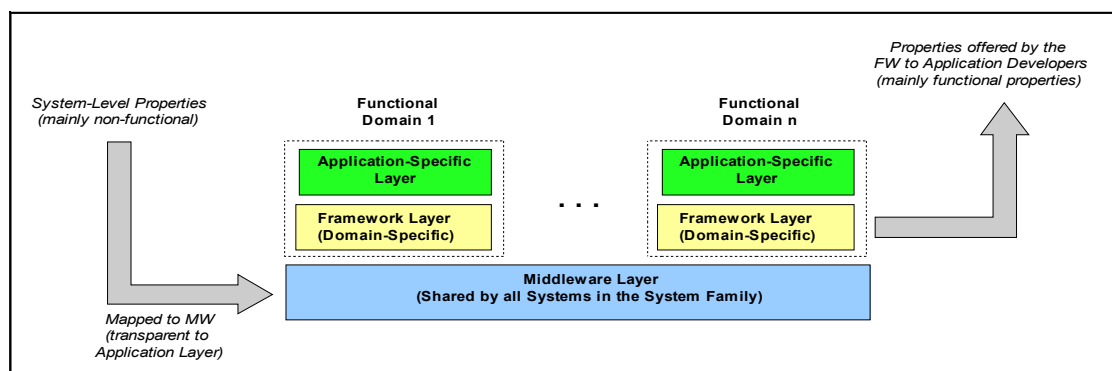 Properties offered by the
FW to Application Developers
(mainly functional properties)
System-Level Properties
(mainly non-functional)
Functional
Domain 1
Functional
Domain n
Application-Specific
Layer
Application-Specific
Layer
. . .
Framework Layer
(Domain-Specific)
Framework Layer
(Domain-Specific)
Middleware Layer
(Shared by all Systems in the System Family)
Mapped to MW
(transparent to
Application Layer)